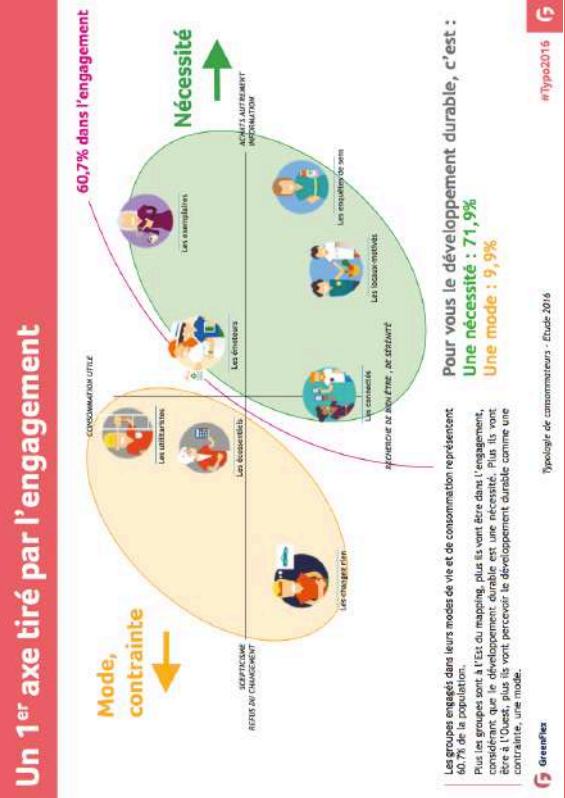 Un 1er axe tiré par l'engagement
60,7% dans l'engagement
Mode,
contrainte
Nécessité
CONSOMMATION UTILE
SCEPTICISME
REFUS DU CHANGEMENT
ACHATS AUTREMENT
INFORMATION
RECHERCHE DE BIEN ÊTRE , DE SÉRÉNITÉ
Les utilitaristes
Les écossentiels
Les changet rien
Les émoteurs
Les exemplaires
Les connectés
Les locaux-motivés
Les enquêtes de sens
Les groupes engagés dans leurs modes de vie et de consommation représentent
60.7% de la population.
Plus les groupes sont à l'Est du mapping, plus ils vont être dans l'engagement,
considérant que le développement durable est une nécessité. Plus ils vont
être à l'Ouest, plus ils vont percevoir le développement durable comme une
contrainte, une mode.
Pour vous le développement durable, c'est :
Une nécessité : 71,9%
Une mode : 9,9%
GreenFlex
Typologie de consommateurs - Etude 2016
#Typo2016